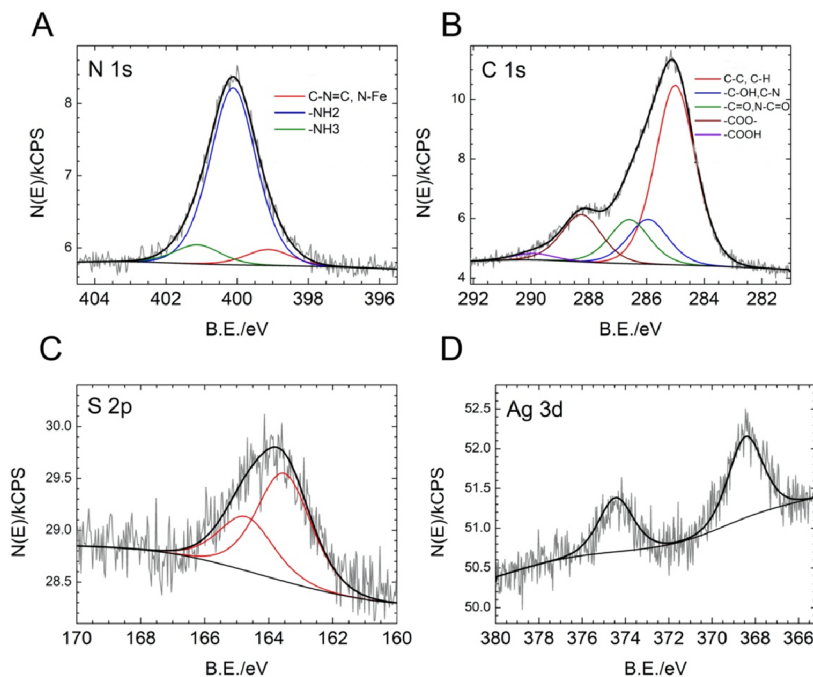 A
N 1s
C-N=C, N-Fe
-NH2
-NH3
N(E)/kCPS
8
7
6
404 402 400 398 396
B.E./eV
B
C 1s
C-C, C-H
-C-OH,C-N
-C=O,N-C=O
-COO-
-COOH
N(E)/kCPS
10
8
6
4
292 290 288 286 284 282
B.E./eV
C
S 2p
N(E)/kCPS
30.0
29.5
29.0
28.5
170 168 166 164 162 160
B.E./eV
D
Ag 3d
N(E)/kCPS
52.5
52.0
51.5
51.0
50.5
50.0
380 378 376 374 372 370 368 366
B.E./eV